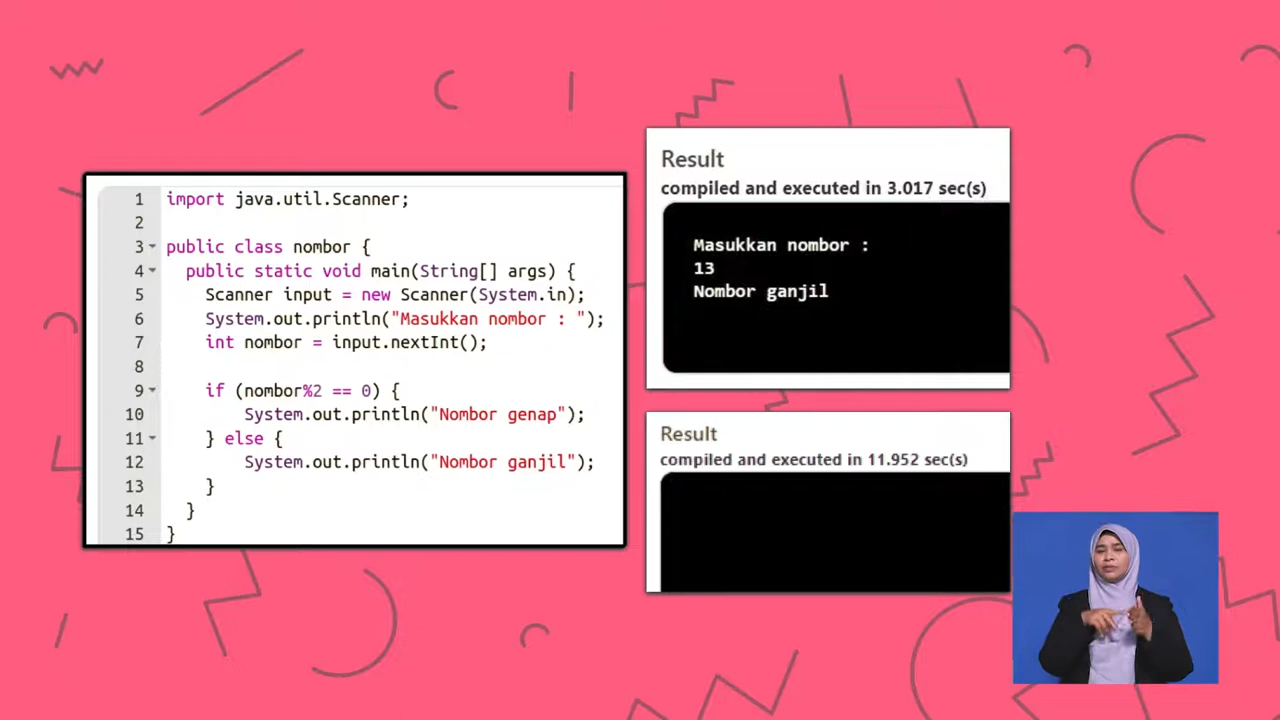 1 import java.util.Scanner;
2
3 public class nombor {
4 public static void main(String[] args) {
5 Scanner input = new Scanner(System.in);
6 System.out.println("Masukkan nombor : ");
7 int nombor = input.nextInt();
8
9 if (nombor%2 == 0) {
10 System.out.println("Nombor genap");
11 } else {
12 System.out.println("Nombor ganjil");
13 }
14 }
15 }
Result
compiled and executed in 3.017 sec(s)
Masukkan nombor :
13
Nombor ganjil
Result
compiled and executed in 11.952 sec(s)